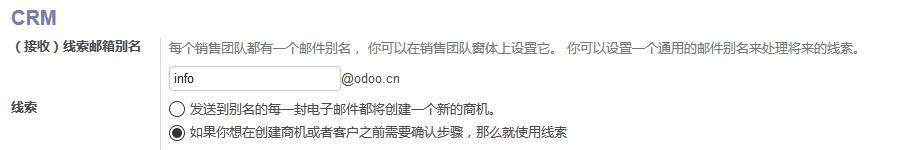 CRM
（接收）线索邮箱别名
每个销售团队都有一个邮件别名， 你可以在销售团队窗体上设置它。 你可以设置一个通用的邮件别名来处理将来的线索。
info @odoo.cn
线索
发送到别名的每一封电子邮件都将创建一个新的商机。
如果你想在创建商机或者客户之前需要确认步骤，那么就使用线索